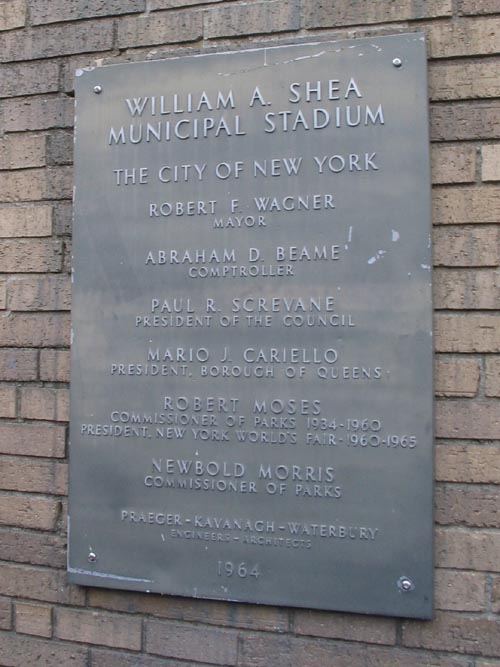 WILLIAM A. SHEA
MUNICIPAL STADIUM
THE CITY OF NEW YORK
ROBERT F. WAGNER
MAYOR
ABRAHAM D. BEAME
COMPTROLLER
PAUL R. SCREVANE
PRESIDENT OF THE COUNCIL
MARIO J. CARIELLO
PRESIDENT, BOROUGH OF QUEENS
ROBERT MOSES
COMMISSIONER OF PARKS 1934-1960
PRESIDENT, NEW YORK WORLD'S FAIR-1960-1965
NEWBOLD MORRIS
COMMISSIONER OF PARKS
PRAEGER-KAVANAGH-WATERBURY
ENGINEERS-ARCHITECTS
1964